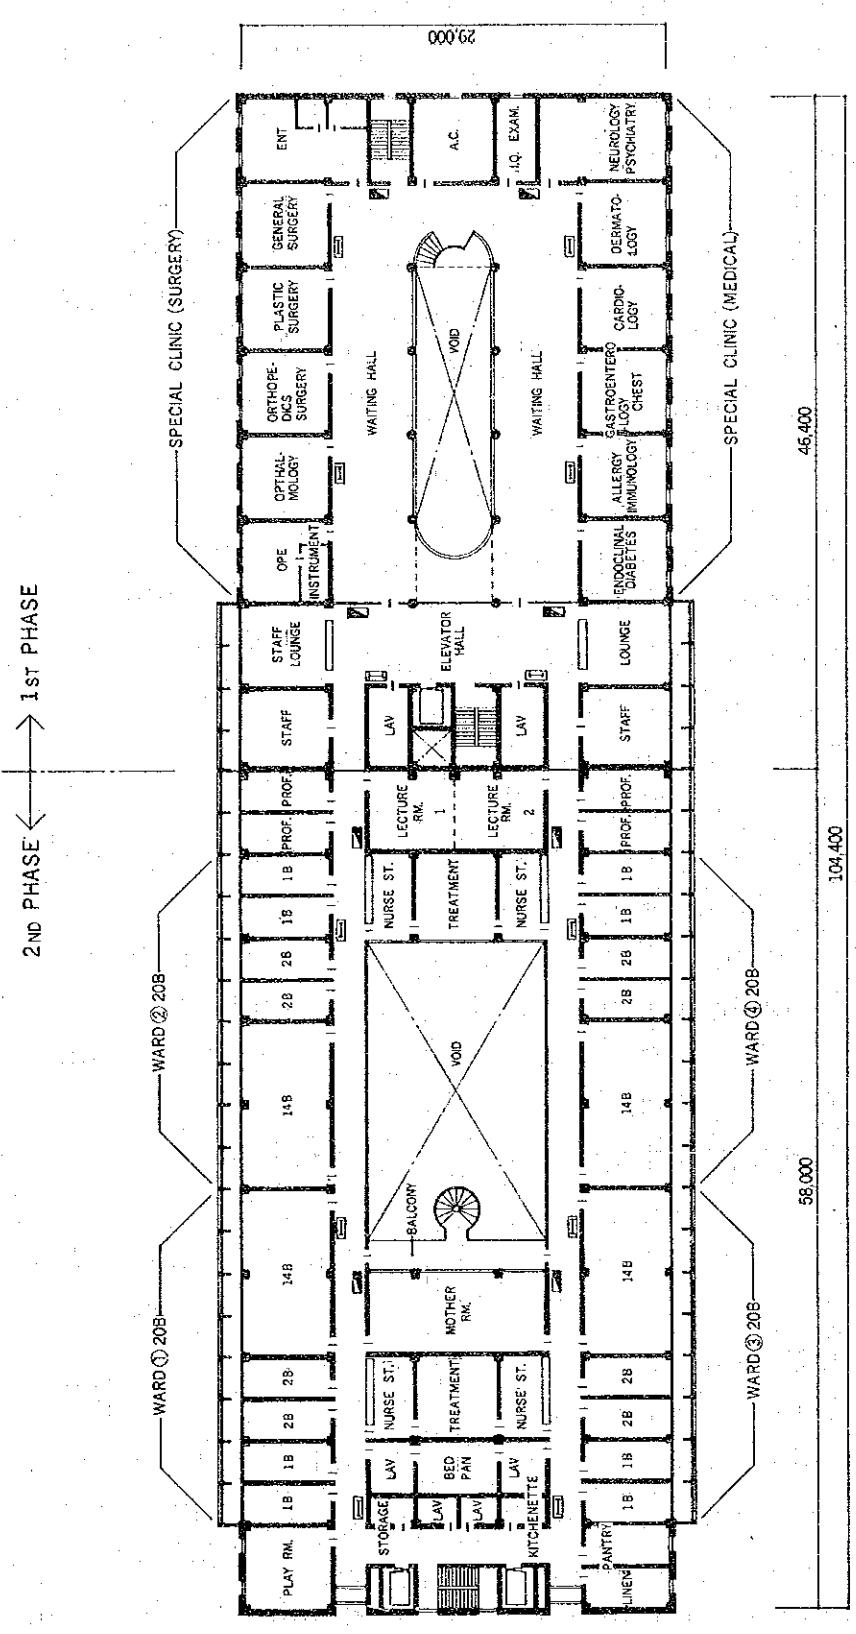 29,000
ENT
A.C.
I.Q. EXAM.
NEUROLOGY
PSYCHIATRY
GENERAL
SURGERY
DERMATO-
LOGY
SPECIAL CLINIC (SURGERY)
PLASTIC
SURGERY
VOID
CARDIO-
LOGY
SPECIAL CLINIC (MEDICAL)
ORTHOPE-
DICS
SURGERY
WAITING HALL
WAITING HALL
GASTROENTERO
LOGY
CHEST
46,400
OPTHAL-
MOLOGY
ALLERGY
IMMUNOLOGY
OPE
INSTRUMENT
ENDOCLINAL
DIABETES
STAFF
LOUNGE
ELEVATOR
HALL
LOUNGE
1ST PHASE
2ND PHASE
STAFF
LAV
LAV
STAFF
PROF.
PROF.
LECTURE
RM. 1
LECTURE
RM. 2
PROF.
PROF.
104,400
1B
NURSE ST.
TREATMENT
NURSE ST.
1B
1B
1B
2B
2B
2B
2B
WARD ② 20B
WARD ④ 20B
VOID
14B
14B
58,000
BALCONY
14B
14B
MOTHER
RM.
WARD ① 20B
WARD ③ 20B
2B
NURSE ST.
TREATMENT
NURSE ST.
2B
2B
2B
1B
LAV
BED
PAN
LAV
1B
1B
STORAGE
LAV
LAV
KITCHENETTE
1B
PLAY RM.
PANTRY
LINEN